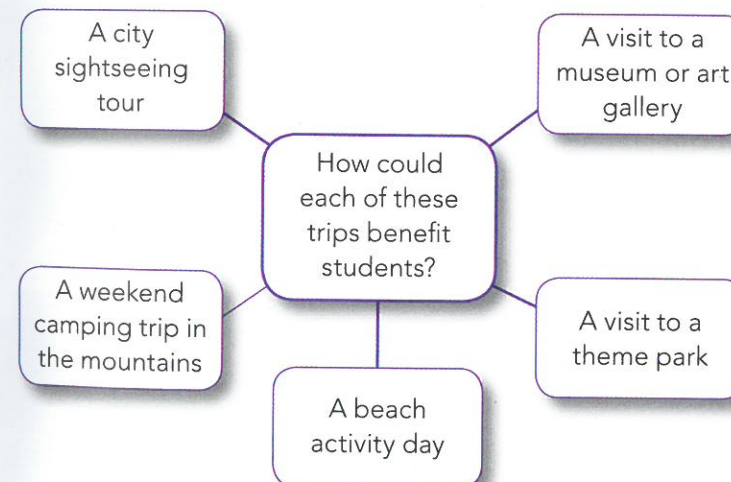 A city
sightseeing
tour
A visit to a
museum or art
gallery
How could
each of these
trips benefit
students?
A weekend
camping trip in
the mountains
A visit to a
theme park
A beach
activity day